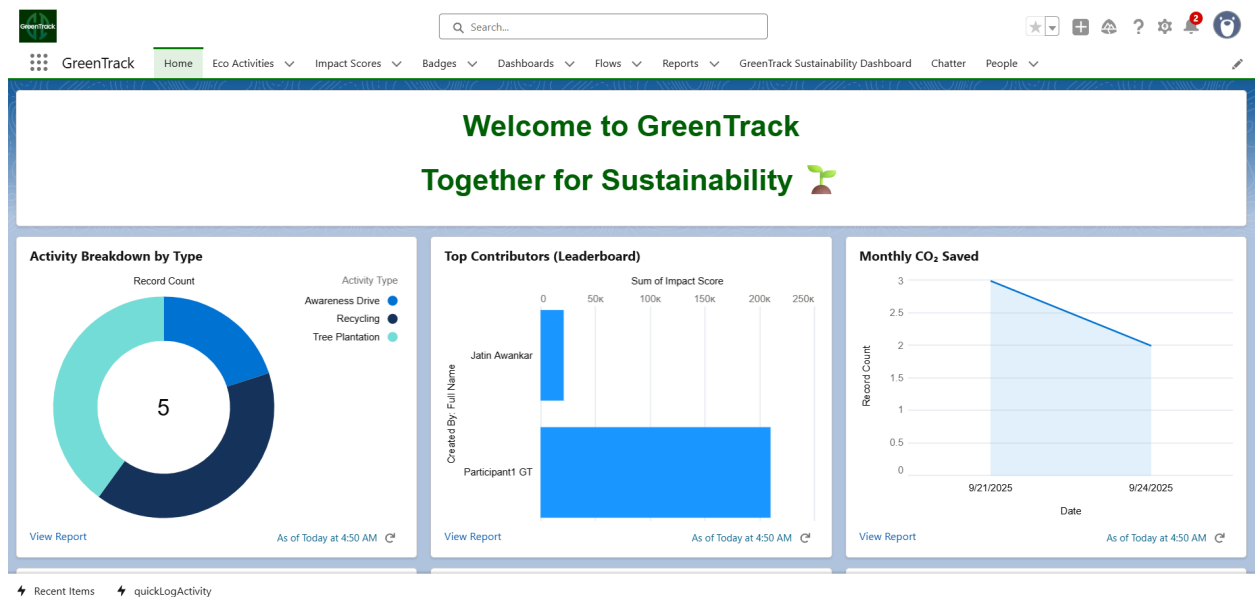 GreenTrack
Search...
2
GreenTrack
Home
Eco Activities
Impact Scores
Badges
Dashboards
Flows
Reports
GreenTrack Sustainability Dashboard
Chatter
People
Welcome to GreenTrack
Together for Sustainability
Activity Breakdown by Type
Record Count
Activity Type
Awareness Drive
Recycling
Tree Plantation
5
View Report
As of Today at 4:50 AM
Top Contributors (Leaderboard)
Sum of Impact Score
0 50K 100K 150K 200K 250K
Created By: Full Name
Jatin Awankar
Participant1 GT
View Report
As of Today at 4:50 AM
Monthly CO₂ Saved
Record Count
3
2.5
2
1.5
1
0.5
0
9/21/2025 9/24/2025
Date
View Report
As of Today at 4:50 AM
Recent Items
quickLogActivity